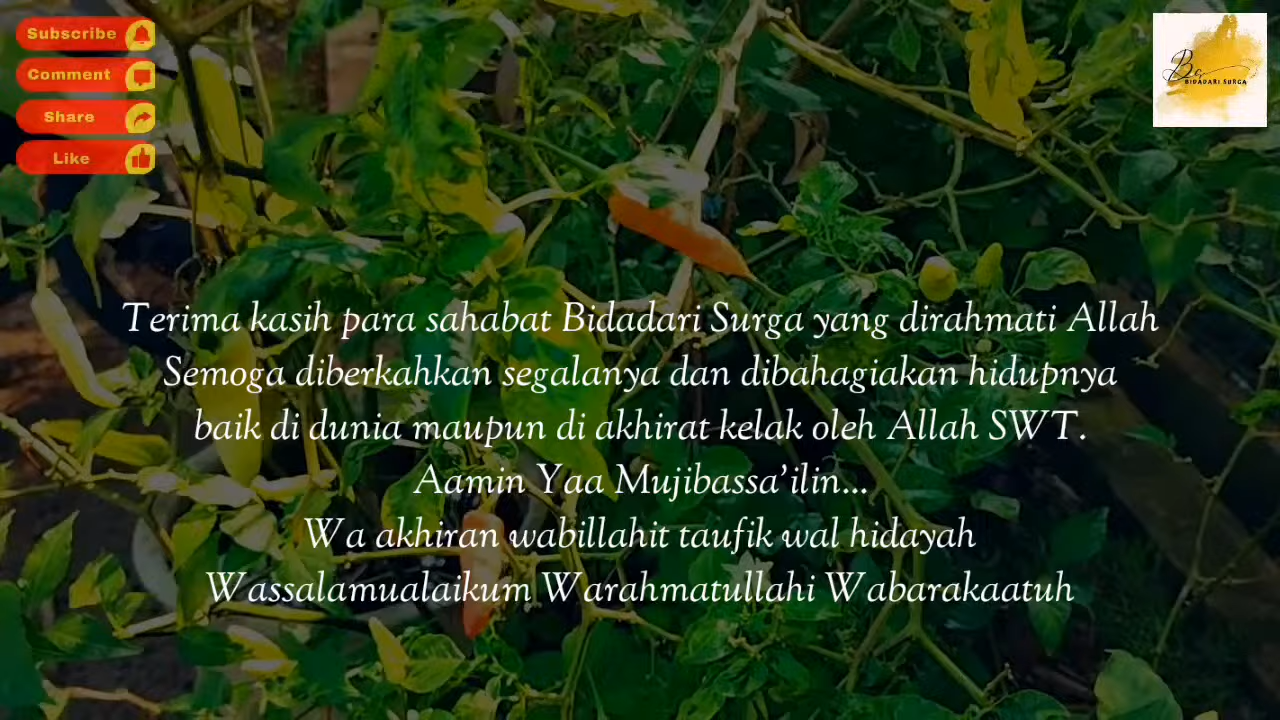 Subscribe
Comment
Share
Like
BIDADARI SURGA
Terima kasih para sahabat Bidadari Surga yang dirahmati Allah
Semoga diberkahkan segalanya dan dibahagiakan hidupnya
baik di dunia maupun di akhirat kelak oleh Allah SWT.
Aamin Yaa Mujibassa'ilin...
Wa akhiran wabillahit taufik wal hidayah
Wassalamualaikum Warahmatullahi Wabarakaatuh